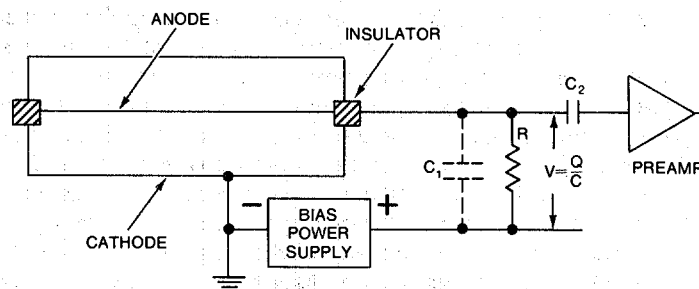 ANODE
INSULATOR
C₂
R
C₁
V=Q/C
PREAMP
−
+
BIAS
POWER
SUPPLY
CATHODE